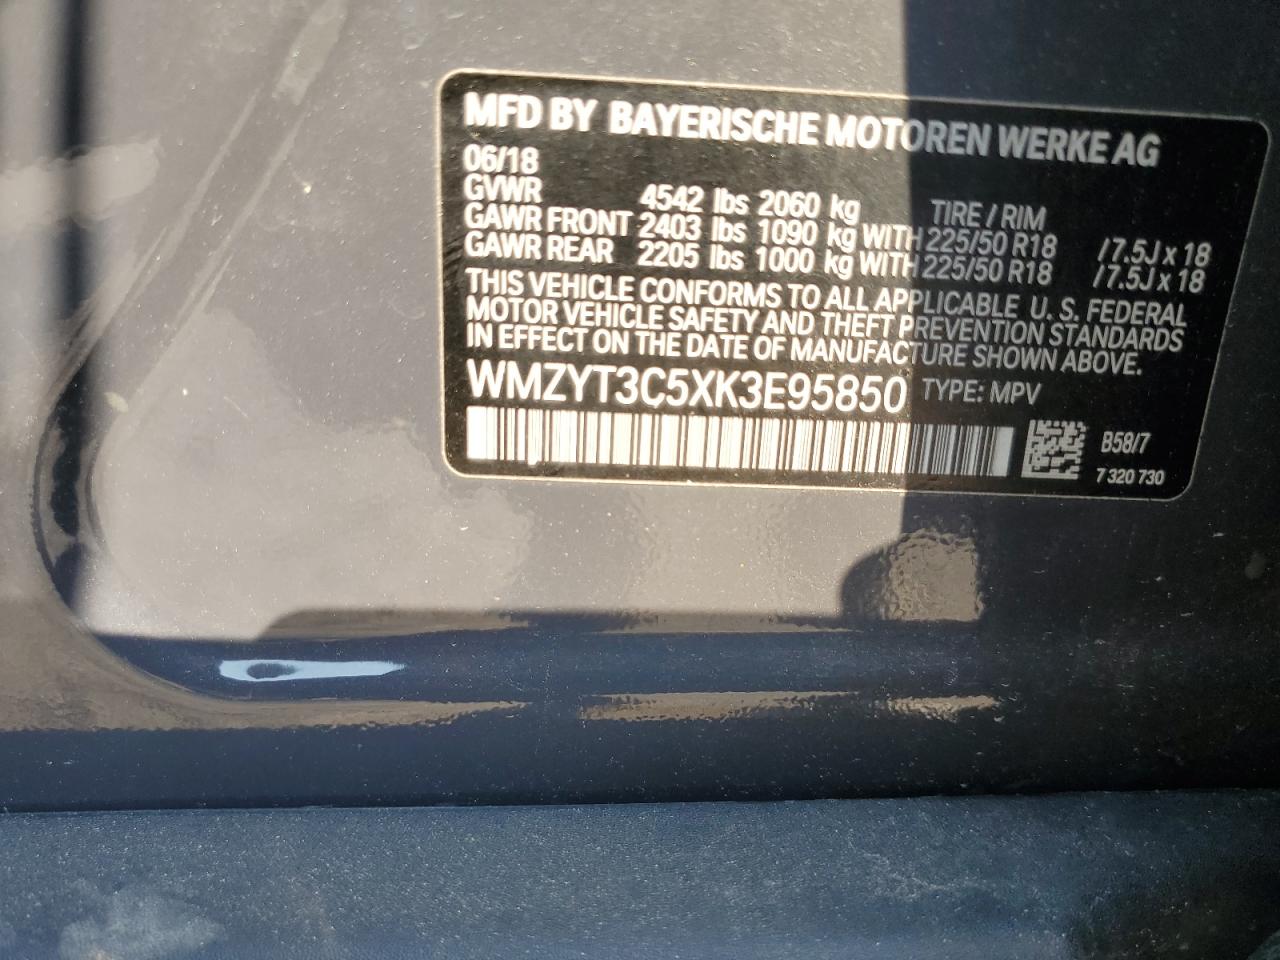 MFD BY BAYERISCHE MOTOREN WERKE AG
06/18
GVWR 4542 lbs 2060 kg TIRE / RIM
GAWR FRONT 2403 lbs 1090 kg WITH 225/50 R18 /7.5J x 18
GAWR REAR 2205 lbs 1000 kg WITH 225/50 R18 /7.5J x 18
THIS VEHICLE CONFORMS TO ALL APPLICABLE U. S. FEDERAL
MOTOR VEHICLE SAFETY AND THEFT PREVENTION STANDARDS
IN EFFECT ON THE DATE OF MANUFACTURE SHOWN ABOVE.
WMZYT3C5XK3E95850 TYPE: MPV
B58/7
7 320 730